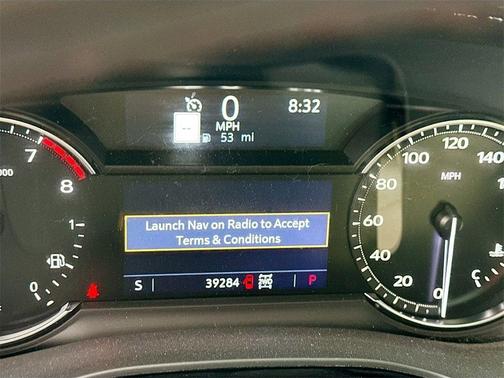 0 8:32
MPH
-- 53 mi
000
7
8
1
0
Launch Nav on Radio to Accept
Terms & Conditions
S 39284 P
120
100 140
80 MPH
60
40
20
0
C